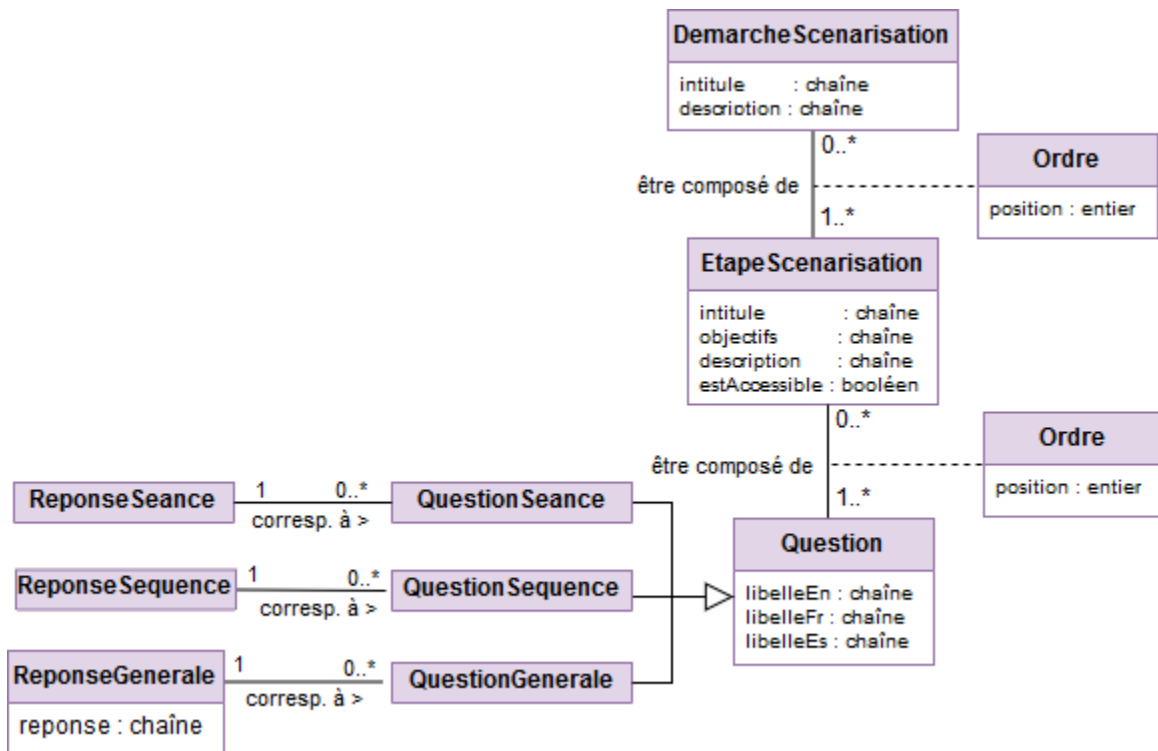 DemarcheScenarisation
intitule : chaîne
description : chaîne
0..*
être composé de
1..*
Ordre
position : entier
EtapeScenarisation
intitule : chaîne
objectifs : chaîne
description : chaîne
estAccessible : booléen
0..*
être composé de
1..*
Ordre
position : entier
ReponseSeance
1
0..*
corresp. à >
QuestionSeance
Question
libelleEn : chaîne
libelleFr : chaîne
libelleEs : chaîne
ReponseSequence
1
0..*
corresp. à >
QuestionSequence
ReponseGenerale
reponse : chaîne
1
0..*
corresp. à >
QuestionGenerale